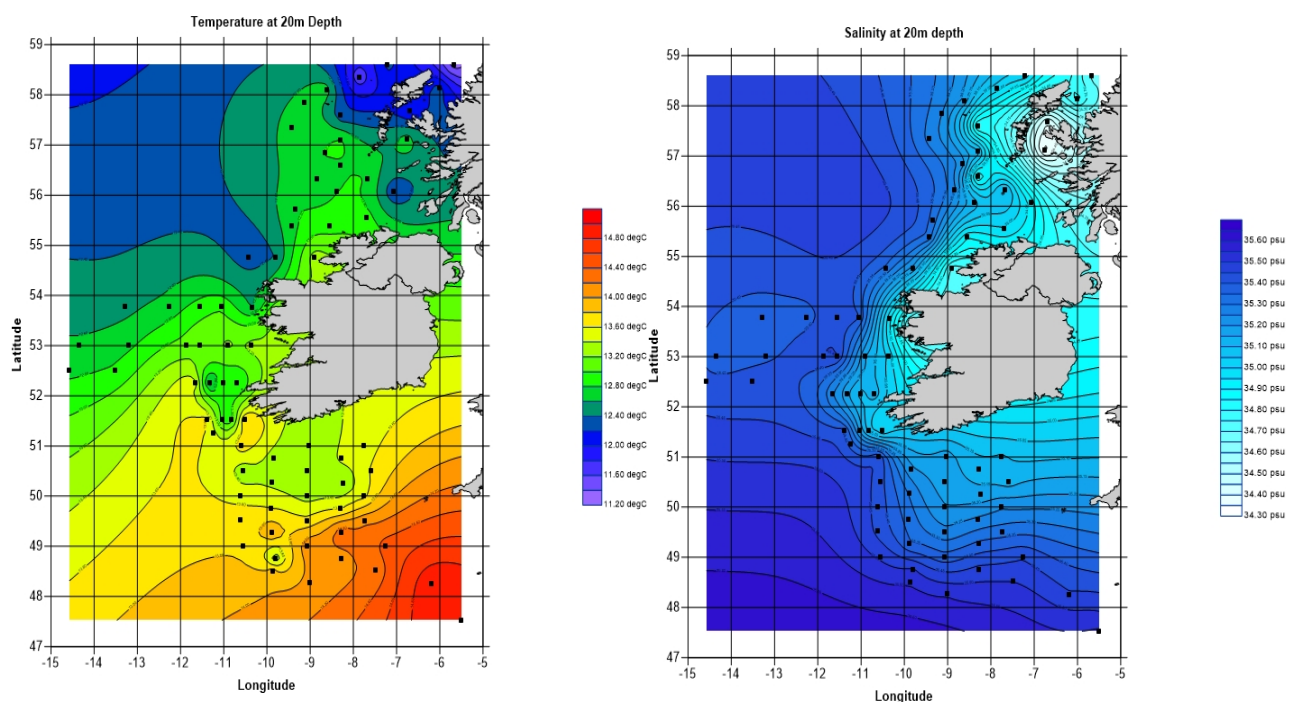 Temperature at 20m Depth
59
58
57
56
55
54
53
52
51
50
49
48
47
Latitude
-15 -14 -13 -12 -11 -10 -9 -8 -7 -6 -5
Longitude
14.80 degC
14.40 degC
14.00 degC
13.60 degC
13.20 degC
12.80 degC
12.40 degC
12.00 degC
11.60 degC
11.20 degC
Salinity at 20m depth
59
58
57
56
55
54
53
52
51
50
49
48
47
Latitude
-15 -14 -13 -12 -11 -10 -9 -8 -7 -6 -5
Longitude
35.60 psu
35.50 psu
35.40 psu
35.30 psu
35.20 psu
35.10 psu
35.00 psu
34.90 psu
34.80 psu
34.70 psu
34.60 psu
34.50 psu
34.40 psu
34.30 psu